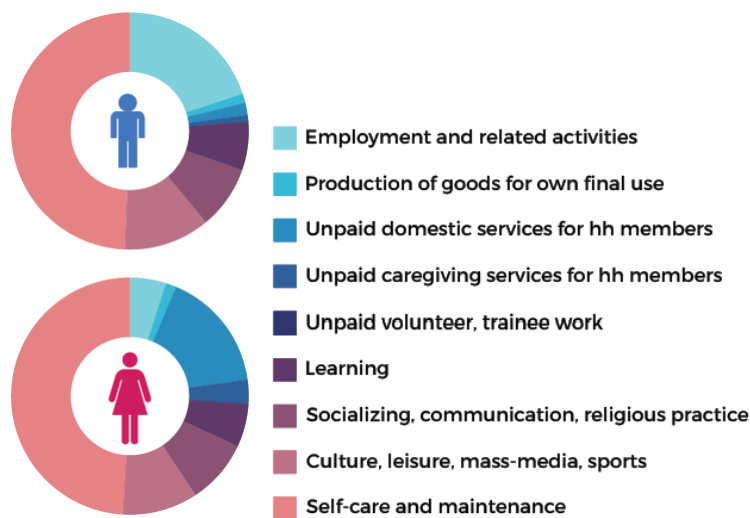 Employment and related activities
Production of goods for own final use
Unpaid domestic services for hh members
Unpaid caregiving services for hh members
Unpaid volunteer, trainee work
Learning
Socializing, communication, religious practice
Culture, leisure, mass-media, sports
Self-care and maintenance